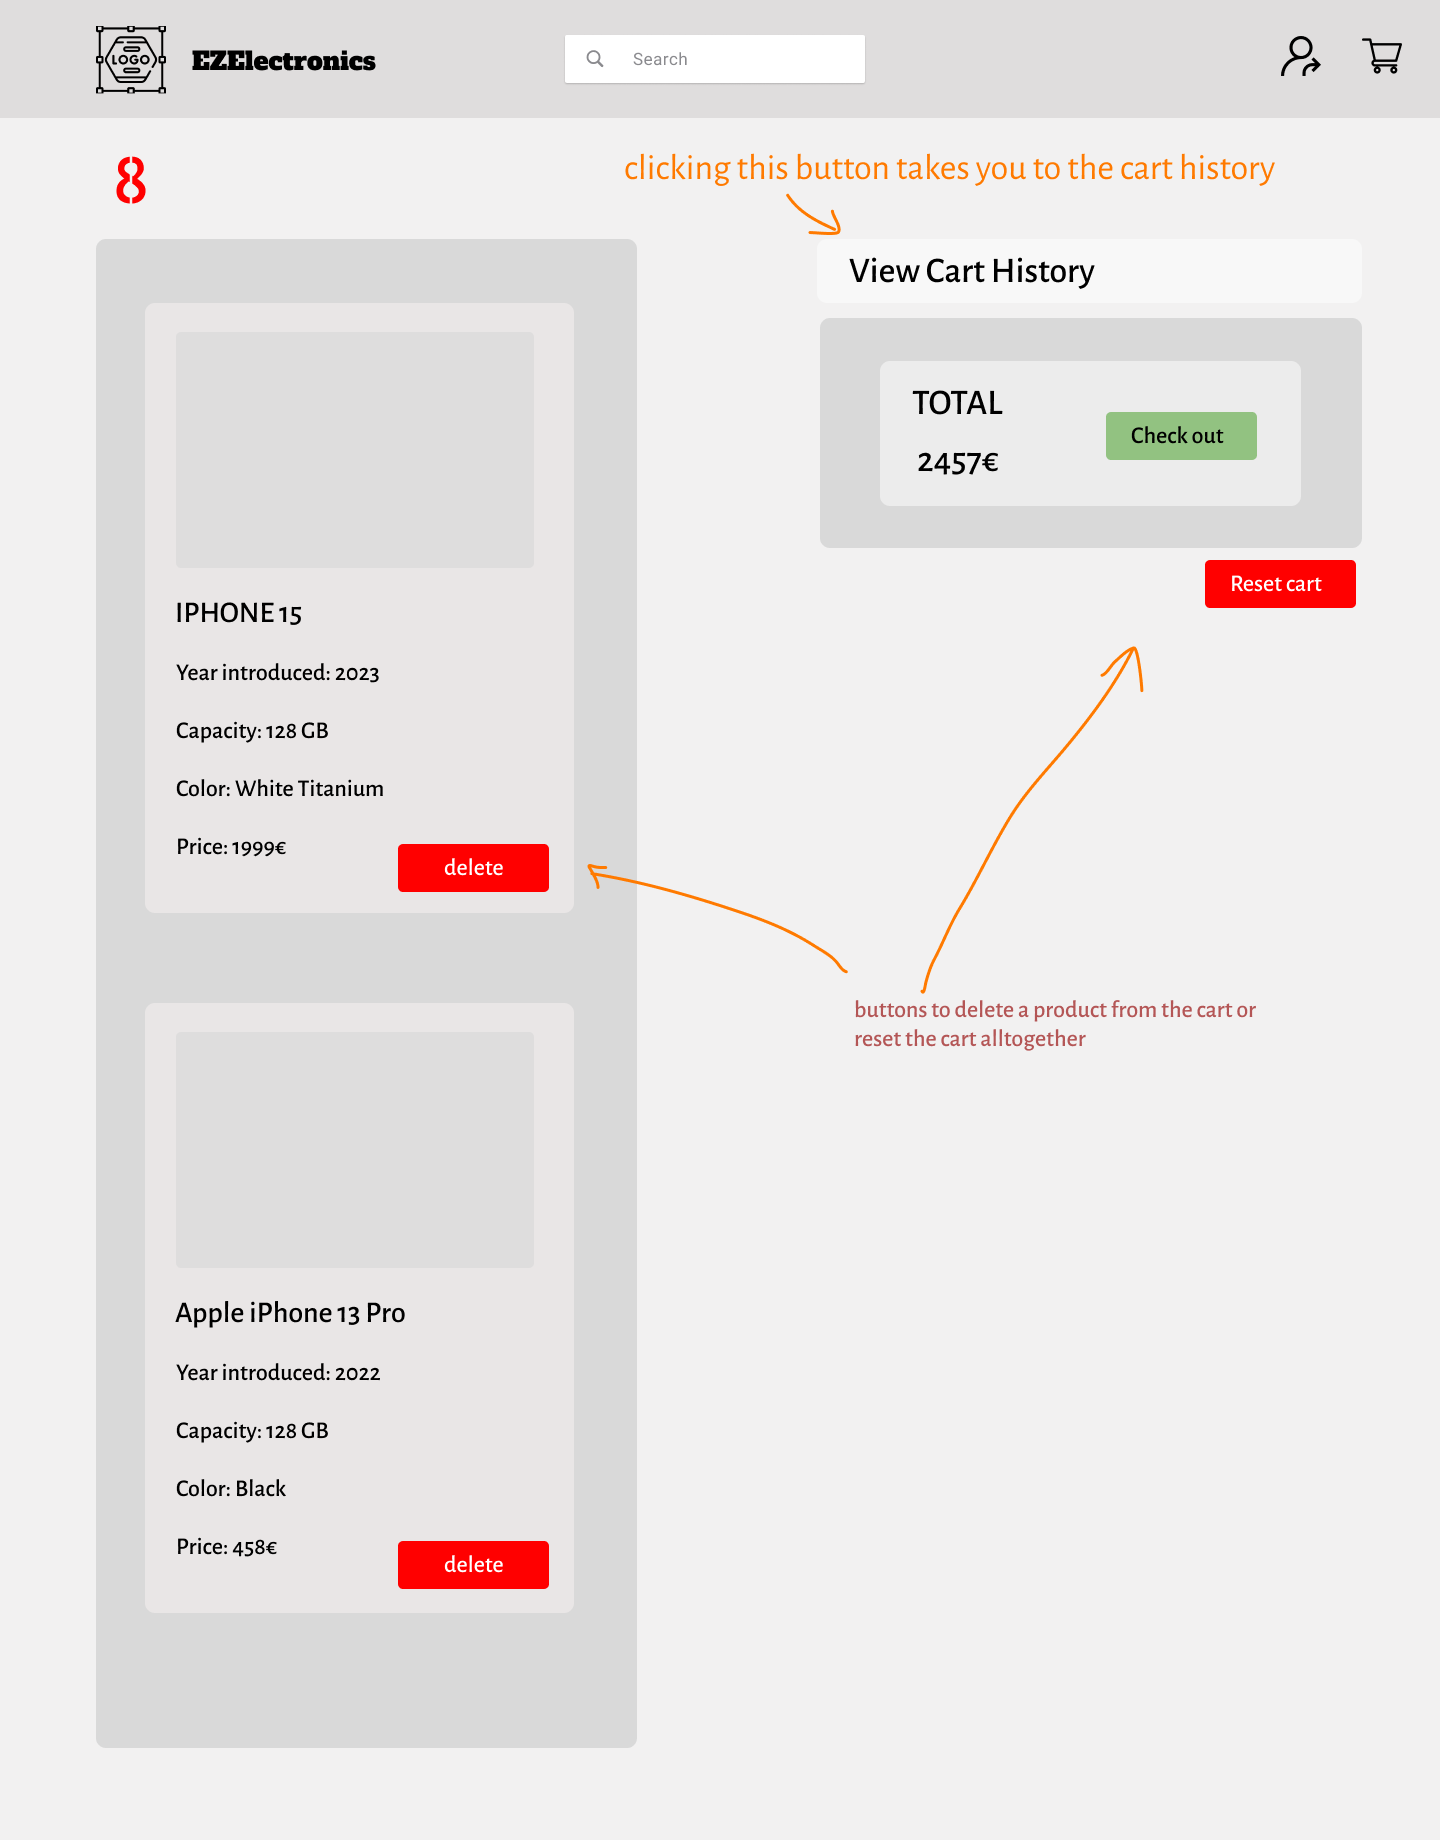 LOGO
EZElectronics
Search
8
clicking this button takes you to the cart history
View Cart History
TOTAL
2457€
Check out
Reset cart
IPHONE 15
Year introduced: 2023
Capacity: 128 GB
Color: White Titanium
Price: 1999€
delete
buttons to delete a product from the cart or
reset the cart alltogether
Apple iPhone 13 Pro
Year introduced: 2022
Capacity: 128 GB
Color: Black
Price: 458€
delete